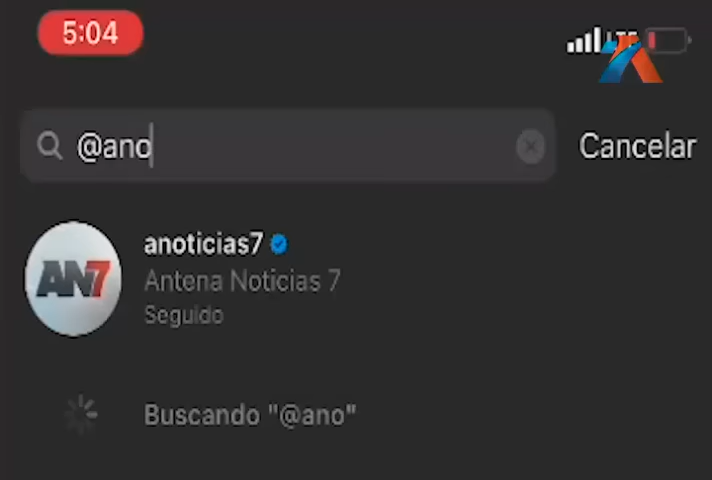 5:04
@ano
Cancelar
anoticias7
AN7
Antena Noticias 7
Seguido
Buscando "@ano"